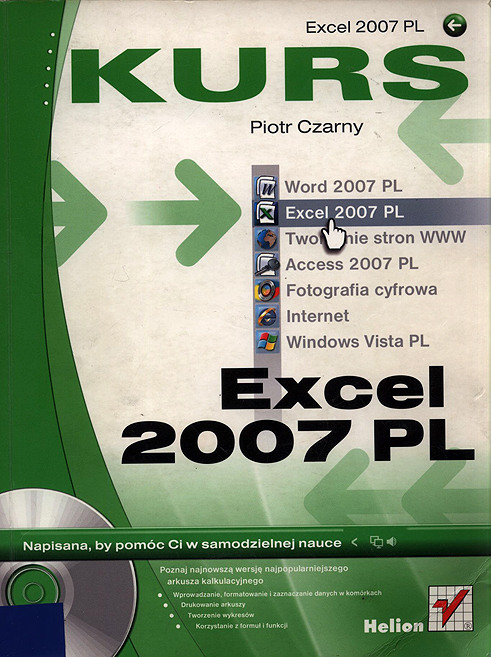 Excel 2007 PL
KURS
Piotr Czarny
Word 2007 PL
Excel 2007 PL
Tworzenie stron WWW
Access 2007 PL
Fotografia cyfrowa
Internet
Windows Vista PL
Excel
2007 PL
Napisana, by pomóc Ci w samodzielnej nauce <
Poznaj najnowszą wersję najpopularniejszego
arkusza kalkulacyjnego
• Wprowadzanie, formatowanie i zaznaczanie danych w komórkach
• Drukowanie arkuszy
• Tworzenie wykresów
• Korzystanie z formuł i funkcji
Helion ®